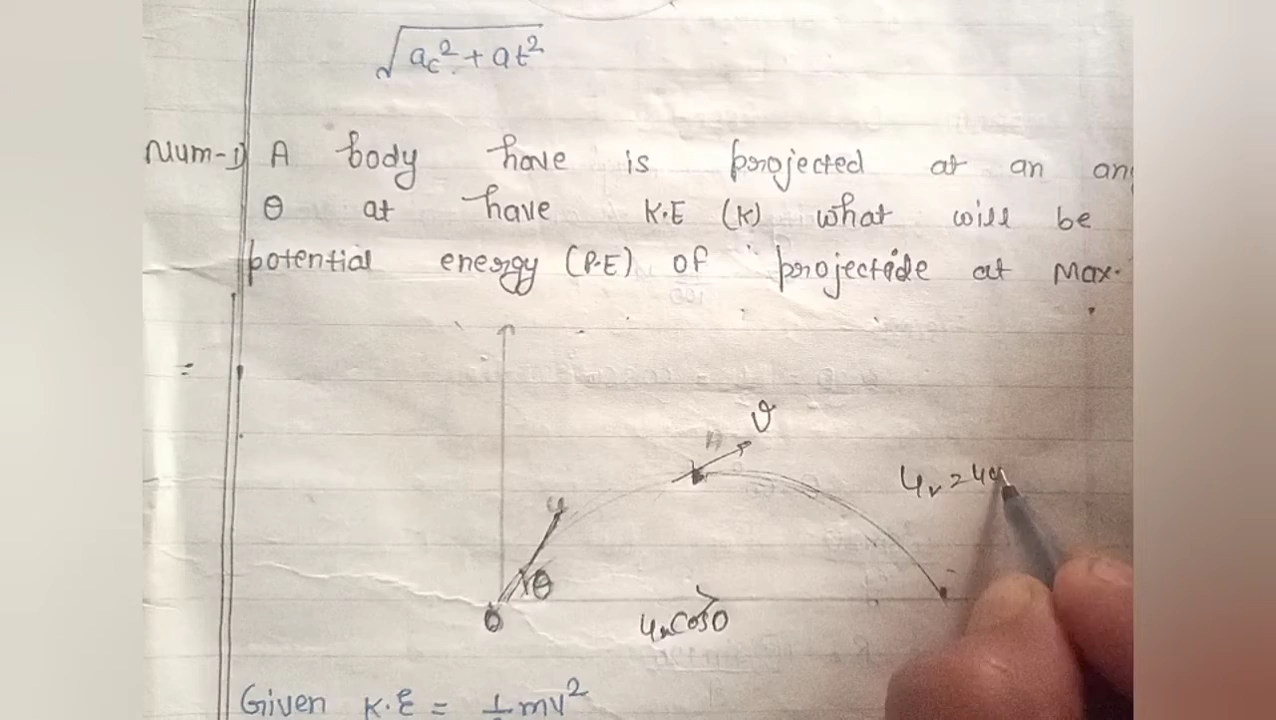 √ac² + at²
Num-1) A body have is projected at an
θ at have K.E (K) what will be
potential energy (P.E) of projectide at Max.
v
u
θ
O
u cosθ
Given K.E = ½mv²